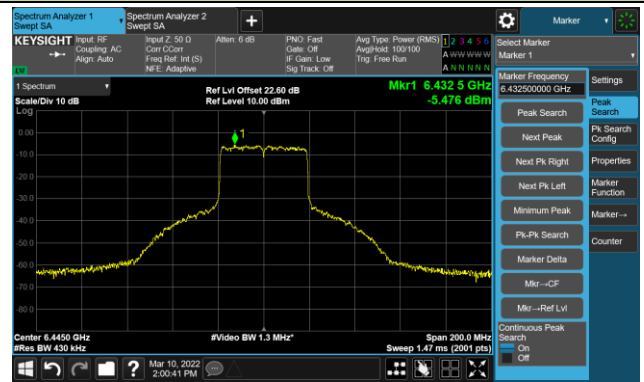 Spectrum Analyzer 1
Swept SA
Spectrum Analyzer 2
Swept SA
Marker
KEYSIGHT
Input: RF
Coupling: AC
Align: Auto
Input Z: 50 Ω
Corr CCorr
Freq Ref: Int (S)
NFE: Adaptive
Atten: 6 dB
PNO: Fast
Gate: Off
IF Gain: Low
Sig Track: Off
Avg Type: Power (RMS)
Avg|Hold: 100/100
Trig: Free Run
1 2 3 4 5 6
A W W W W W
A N N N N N
LW
Select Marker
Marker 1
1 Spectrum
Scale/Div 10 dB
Log
Ref Lvl Offset 22.60 dB
Ref Level 10.00 dBm
Mkr1 6.432 5 GHz
-5.476 dBm
1
0.00
-10.0
-20.0
-30.0
-40.0
-50.0
-60.0
-70.0
-80.0
Center 6.4450 GHz
#Res BW 430 kHz
#Video BW 1.3 MHz*
Span 200.0 MHz
Sweep 1.47 ms (2001 pts)
Marker Frequency
6.432500000 GHz
Peak Search
Next Peak
Next Pk Right
Next Pk Left
Minimum Peak
Pk-Pk Search
Marker Delta
Mkr→CF
Mkr→Ref Lvl
Continuous Peak
Search
On
Off
Settings
Peak
Search
Pk Search
Config
Properties
Marker
Function
Marker→
Counter
Mar 10, 2022
2:00:41 PM